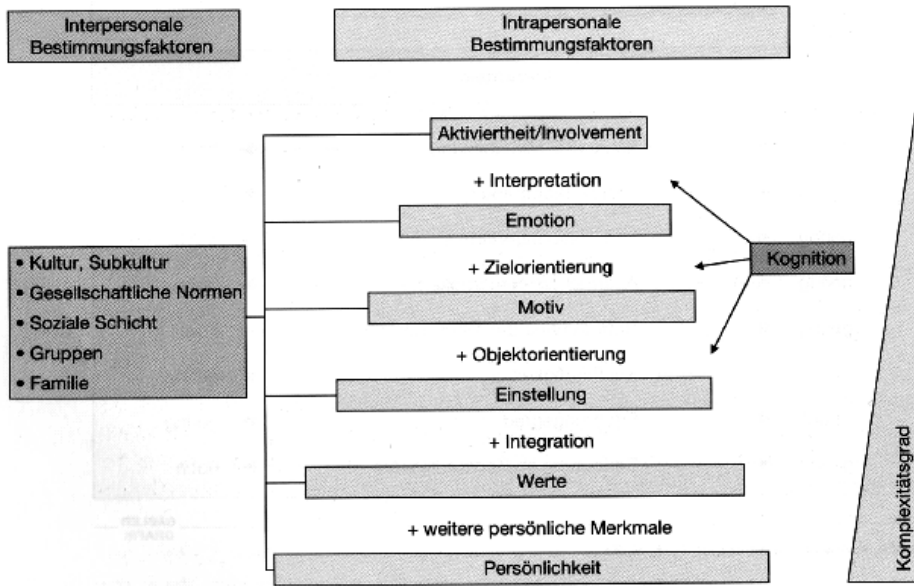 Interpersonale
Bestimmungsfaktoren
Intrapersonale
Bestimmungsfaktoren
Aktiviertheit/Involvement
+ Interpretation
Emotion
+ Zielorientierung
Kognition
• Kultur, Subkultur
• Gesellschaftliche Normen
• Soziale Schicht
• Gruppen
• Familie
Motiv
+ Objektorientierung
Einstellung
+ Integration
Werte
+ weitere persönliche Merkmale
Persönlichkeit
Komplexitätsgrad